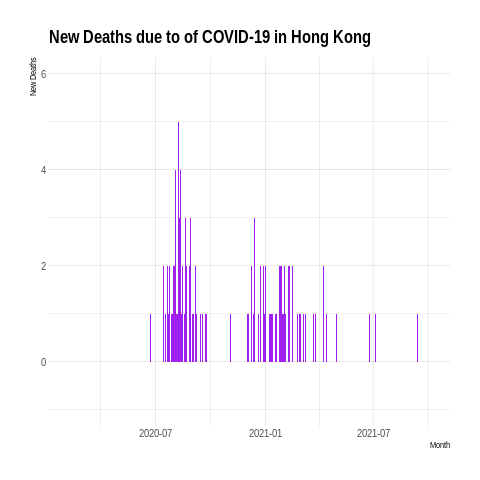 New Deaths due to of COVID-19 in Hong Kong
New Deaths
6
4
2
0
2020-07
2021-01
2021-07
Month